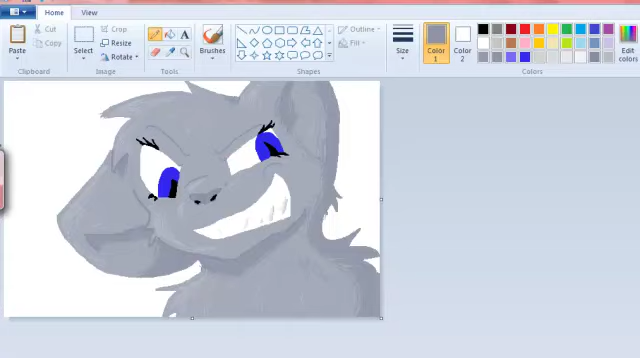 Home View
Paste
Cut
Copy
Clipboard
Select
Crop
Resize
Rotate
Image
A
Tools
Brushes
Shapes
Outline
Fill
Size
Color 1
Color 2
Colors
Edit colors